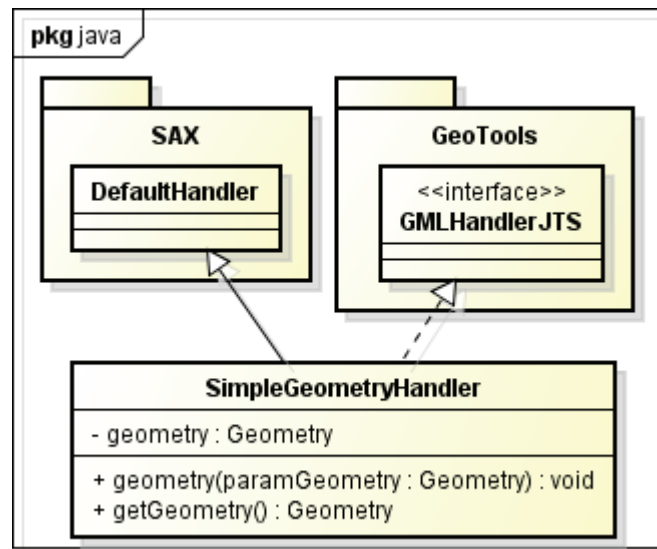 pkg java
SAX
DefaultHandler
GeoTools
<<interface>>
GMLHandlerJTS
SimpleGeometryHandler
- geometry : Geometry
+ geometry(paramGeometry : Geometry) : void
+ getGeometry() : Geometry